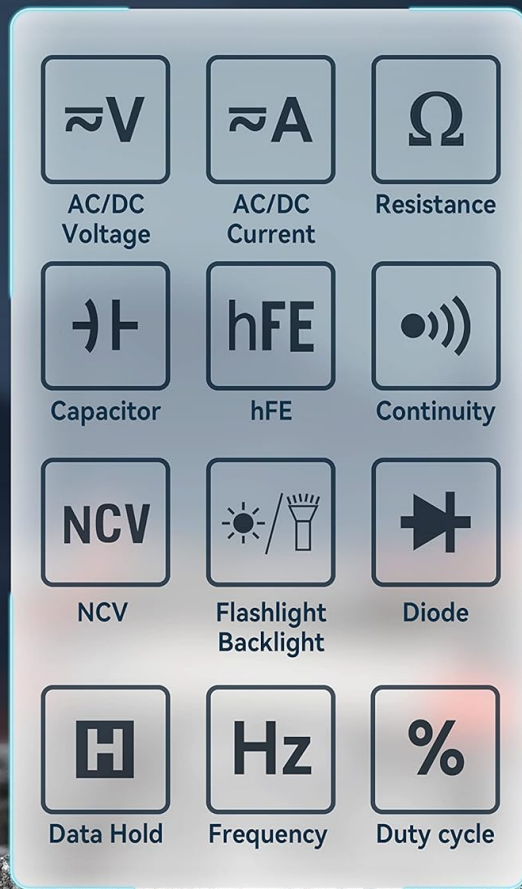 V A Ω
AC/DC AC/DC Resistance
Voltage Current
hFE
Capacitor hFE Continuity
NCV
NCV Flashlight Diode
Backlight
H Hz %
Data Hold Frequency Duty cycle